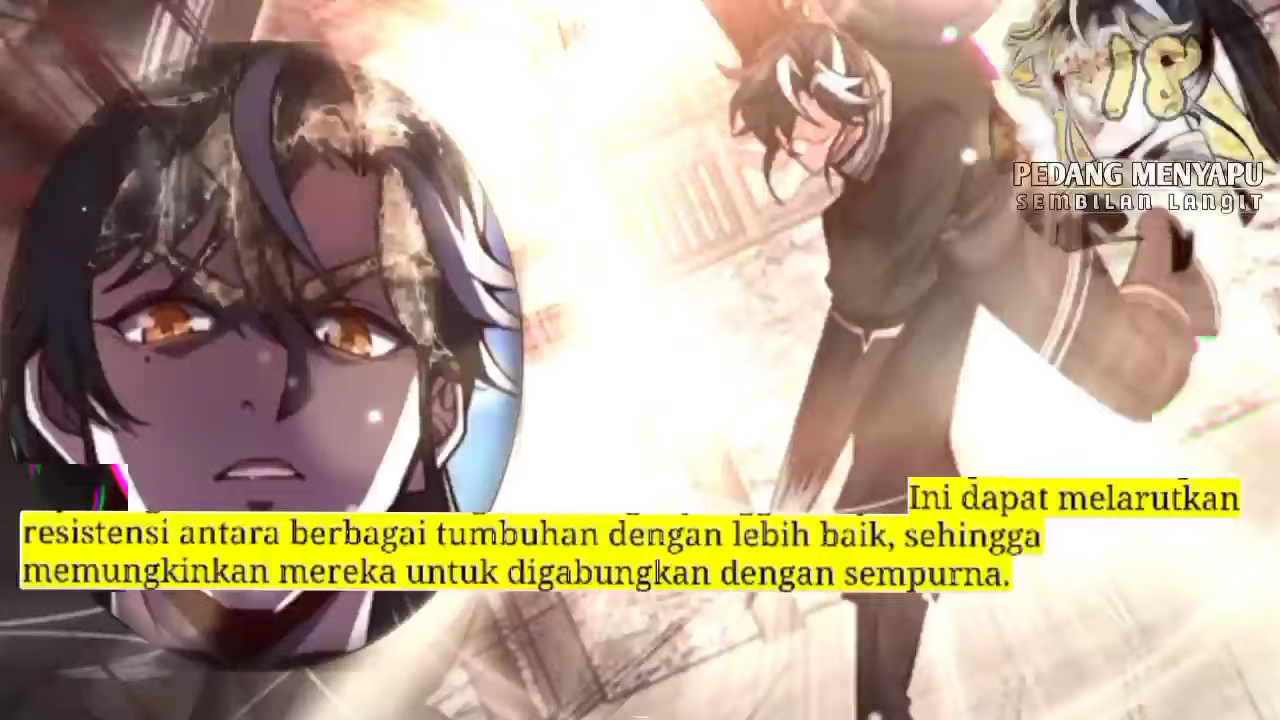 18
PEDANG MENYAPU
SEMBILAN LANGIT
Ini dapat melarutkan
resistensi antara berbagai tumbuhan dengan lebih baik, sehingga
memungkinkan mereka untuk digabungkan dengan sempurna.